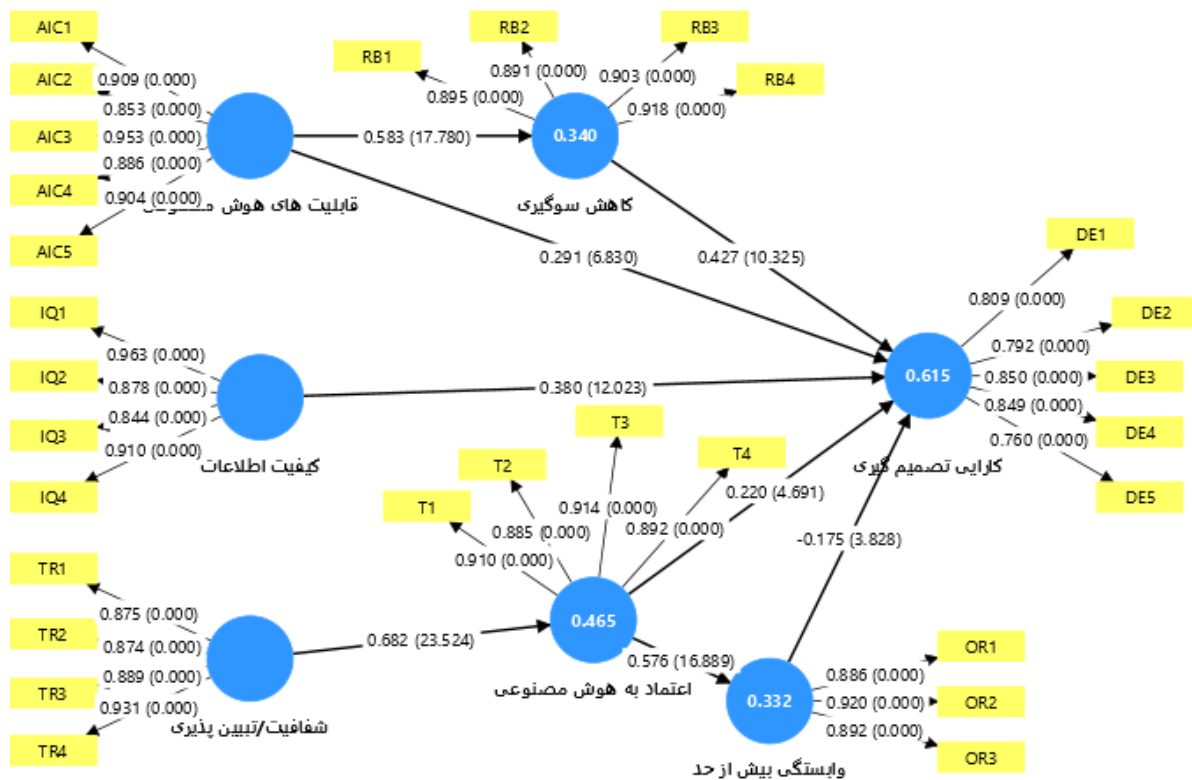 AIC1
AIC2
AIC3
AIC4
AIC5
0.909 (0.000)
0.853 (0.000)
0.953 (0.000)
0.886 (0.000)
0.904 (0.000)
قابلیت های هوش
RB1
RB2
RB3
RB4
0.895 (0.000)
0.891 (0.000)
0.903 (0.000)
0.918 (0.000)
0.340
کاهش سوگیری
0.583 (17.780)
0.291 (6.830)
0.427 (10.325)
IQ1
IQ2
IQ3
IQ4
0.963 (0.000)
0.878 (0.000)
0.844 (0.000)
0.910 (0.000)
کیفیت اطلاعات
0.380 (12.023)
DE1
DE2
DE3
DE4
DE5
0.809 (0.000)
0.792 (0.000)
0.850 (0.000)
0.849 (0.000)
0.760 (0.000)
0.615
کارایی تصمیم گیری
T1
T2
T3
T4
0.910 (0.000)
0.885 (0.000)
0.914 (0.000)
0.892 (0.000)
0.465
اعتماد به هوش مصنوعی
0.220 (4.691)
-0.175 (3.828)
TR1
TR2
TR3
TR4
0.875 (0.000)
0.874 (0.000)
0.889 (0.000)
0.931 (0.000)
شفافیت/تبیین پذیری
0.682 (23.524)
0.576 (16.889)
0.332
وابستگی بیش از حد
OR1
OR2
OR3
0.886 (0.000)
0.920 (0.000)
0.892 (0.000)